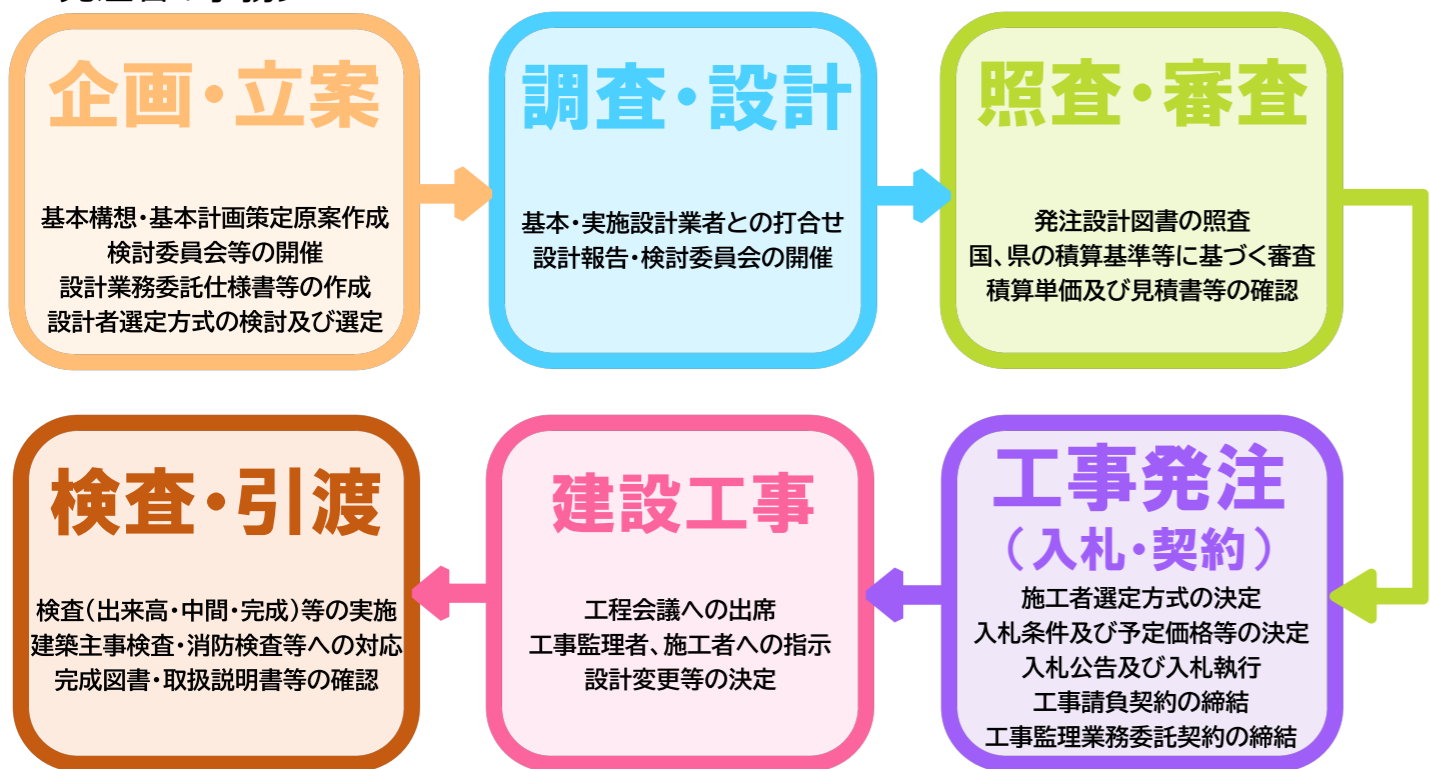 企画・立案
基本構想・基本計画策定原案作成
検討委員会等の開催
設計業務委託仕様書等の作成
設計者選定方式の検討及び選定
調査・設計
基本・実施設計業者との打合せ
設計報告・検討委員会の開催
照査・審査
発注設計図書の照査
国、県の積算基準等に基づく審査
積算単価及び見積書等の確認
工事発注
（入札・契約）
施工者選定方式の決定
入札条件及び予定価格等の決定
入札公告及び入札執行
工事請負契約の締結
工事監理業務委託契約の締結
建設工事
工程会議への出席
工事監理者、施工者への指示
設計変更等の決定
検査・引渡
検査（出来高・中間・完成）等の実施
建築主事検査・消防検査等への対応
完成図書・取扱説明書等の確認